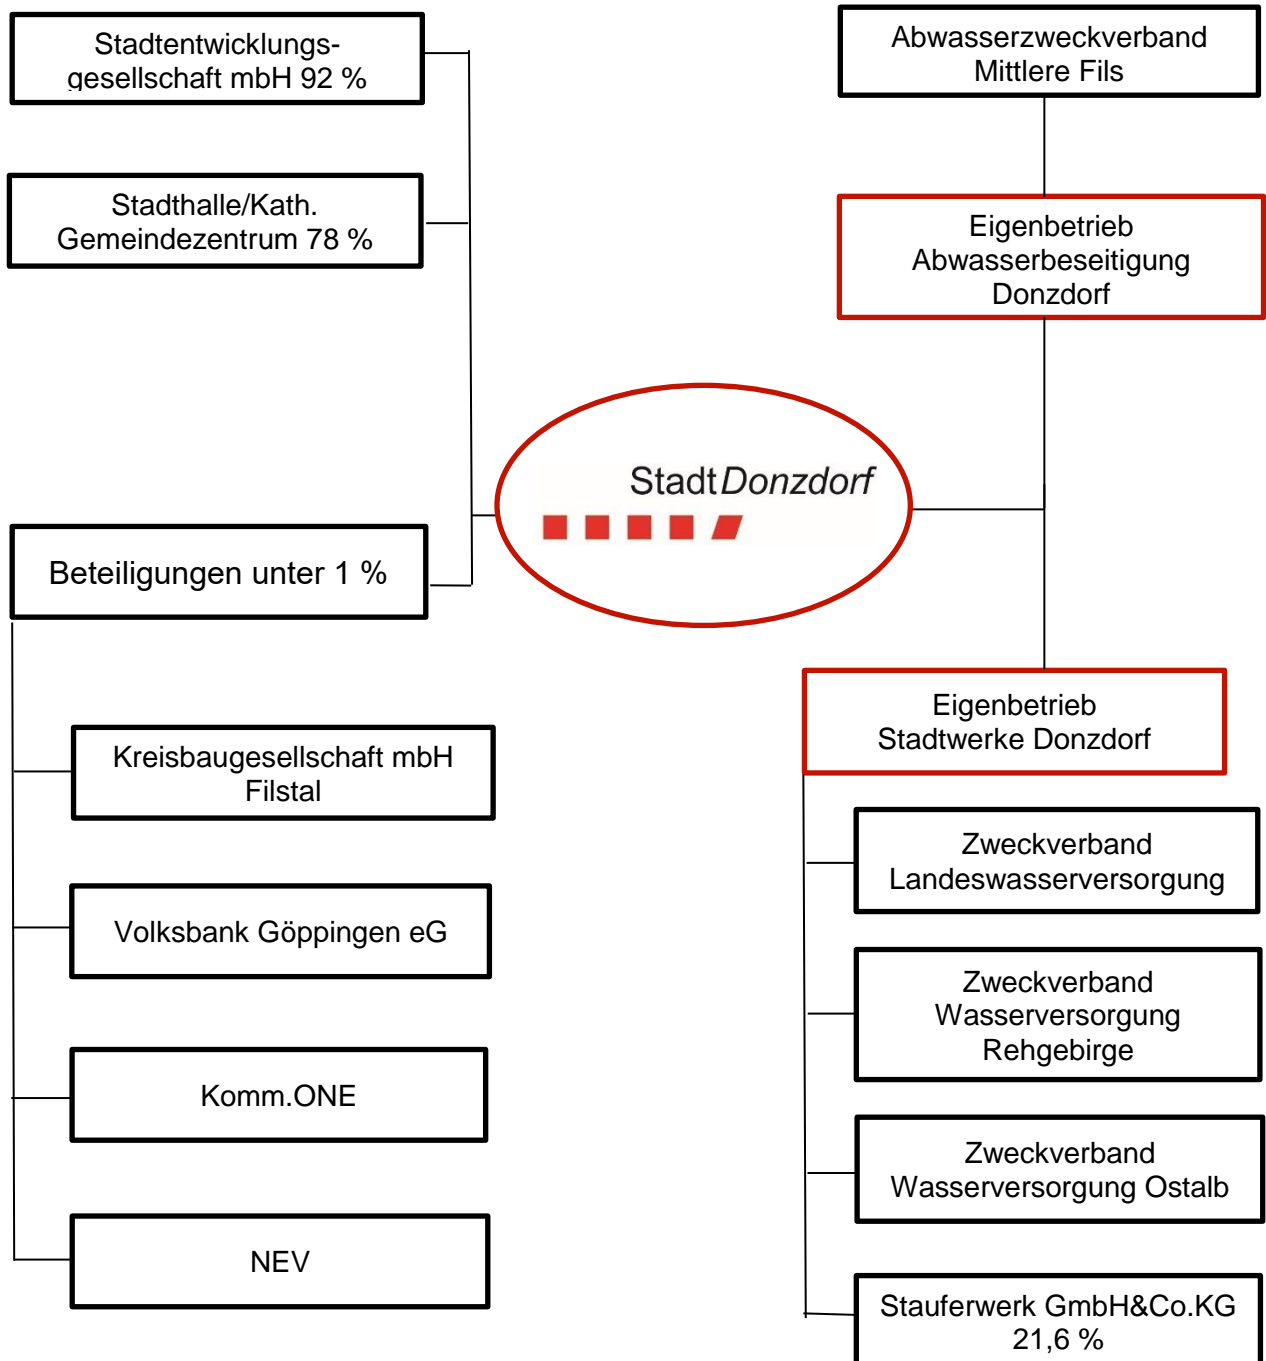 Stadtentwicklungs-
gesellschaft mbH 92 %
Stadthalle/Kath.
Gemeindezentrum 78 %
Beteiligungen unter 1 %
Kreisbaugesellschaft mbH
Filstal
Volksbank Göppingen eG
Komm.ONE
NEV
StadtDonzdorf
Abwasserzweckverband
Mittlere Fils
Eigenbetrieb
Abwasserbeseitigung
Donzdorf
Eigenbetrieb
Stadtwerke Donzdorf
Zweckverband
Landeswasserversorgung
Zweckverband
Wasserversorgung
Rehgebirge
Zweckverband
Wasserversorgung Ostalb
Stauferwerk GmbH&Co.KG
21,6 %